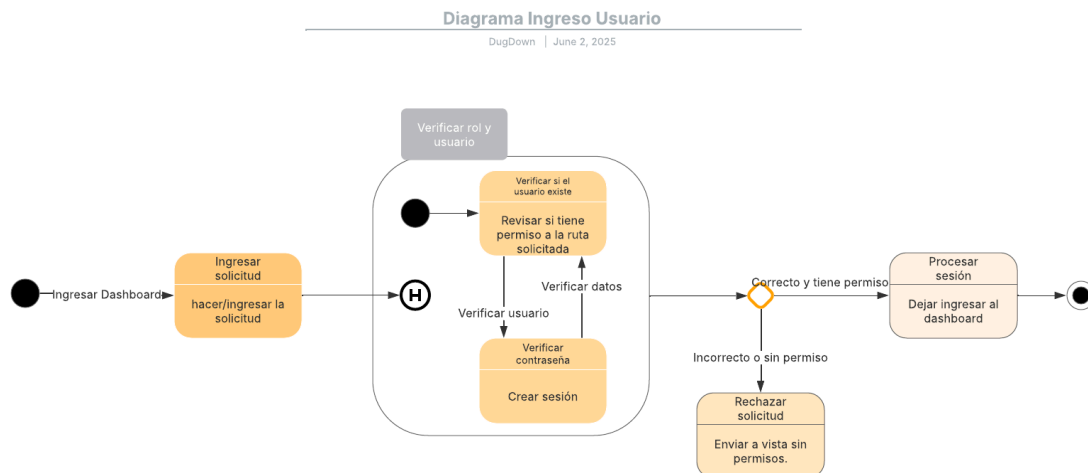 Diagrama Ingreso Usuario
DugDown | June 2, 2025
Verificar rol y
usuario
Verificar si el
usuario existe
Revisar si tiene
permiso a la ruta
solicitada
Ingresar Dashboard
Ingresar
solicitud
hacer/ingresar la
solicitud
H
Verificar usuario
Verificar datos
Verificar
contraseña
Crear sesión
Correcto y tiene permiso
Procesar
sesión
Dejar ingresar al
dashboard
Incorrecto o sin permiso
Rechazar
solicitud
Enviar a vista sin
permisos.